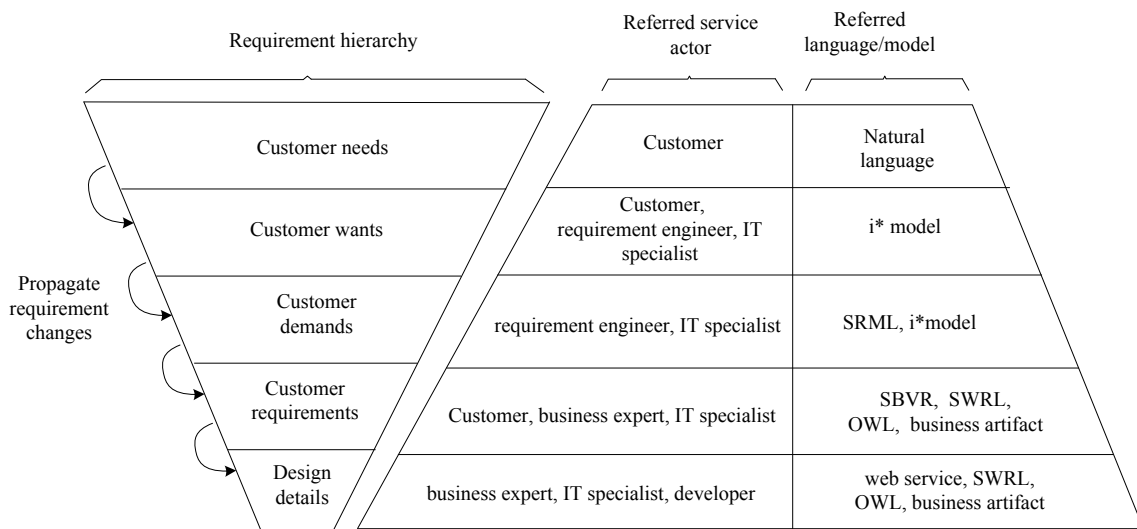 Requirement hierarchy
Referred service
actor
Referred
language/model
Customer needs
Customer
Natural
language
Customer wants
Customer,
requirement engineer, IT
specialist
i* model
Propagate
requirement
changes
Customer
demands
requirement engineer, IT specialist
SRML, i*model
Customer
requirements
Customer, business expert, IT specialist
SBVR, SWRL,
OWL, business artifact
Design
details
business expert, IT specialist, developer
web service, SWRL,
OWL, business artifact